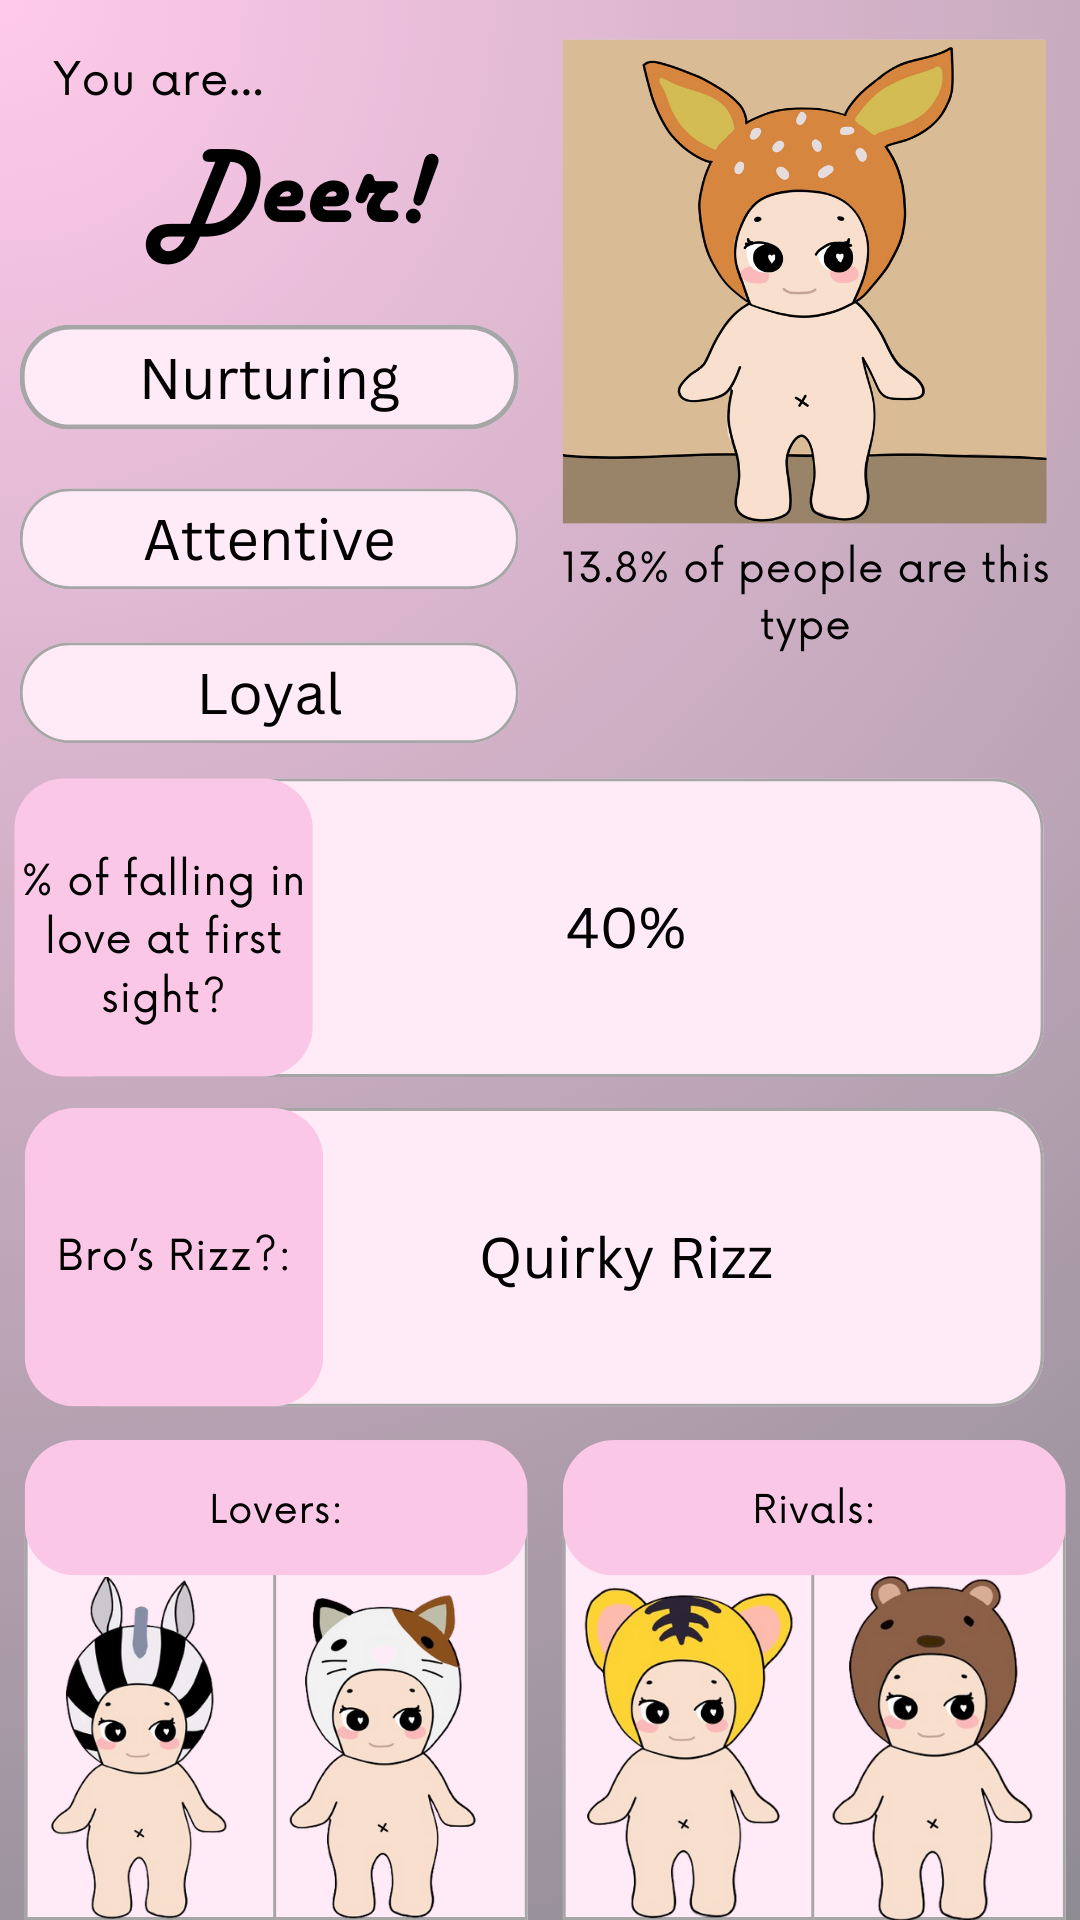 You are...
Deer!
Nurturing
Attentive
Loyal
13.8% of people are this
type
% of falling in
love at first
sight?
40%
Bro's Rizz?:
Quirky Rizz
Lovers:
Rivals: